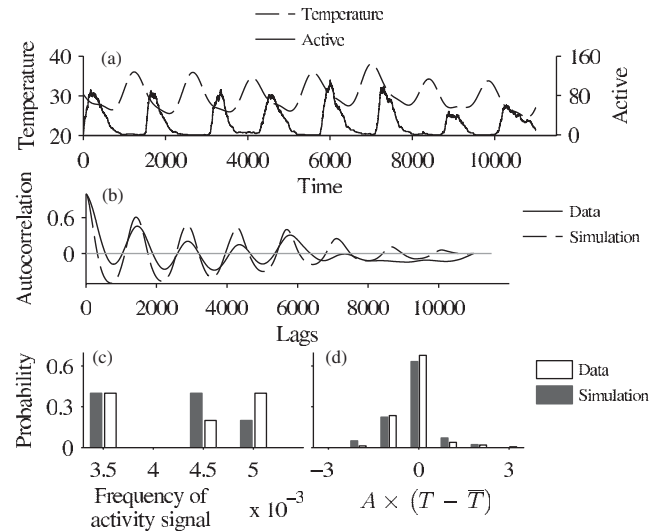 Temperature
Active
(a)
Temperature
40
30
20
160
80
0
Active
0 2000 4000 6000 8000 10000
Time
(b)
Autocorrelation
0.6
0
Data
Simulation
0 2000 4000 6000 8000 10000
Lags
(c)
Probability
0.6
0.3
0
3.5 4 4.5 5
Frequency of
activity signal
x 10⁻³
(d)
Data
Simulation
−3 0 3
A × (T − T̅)